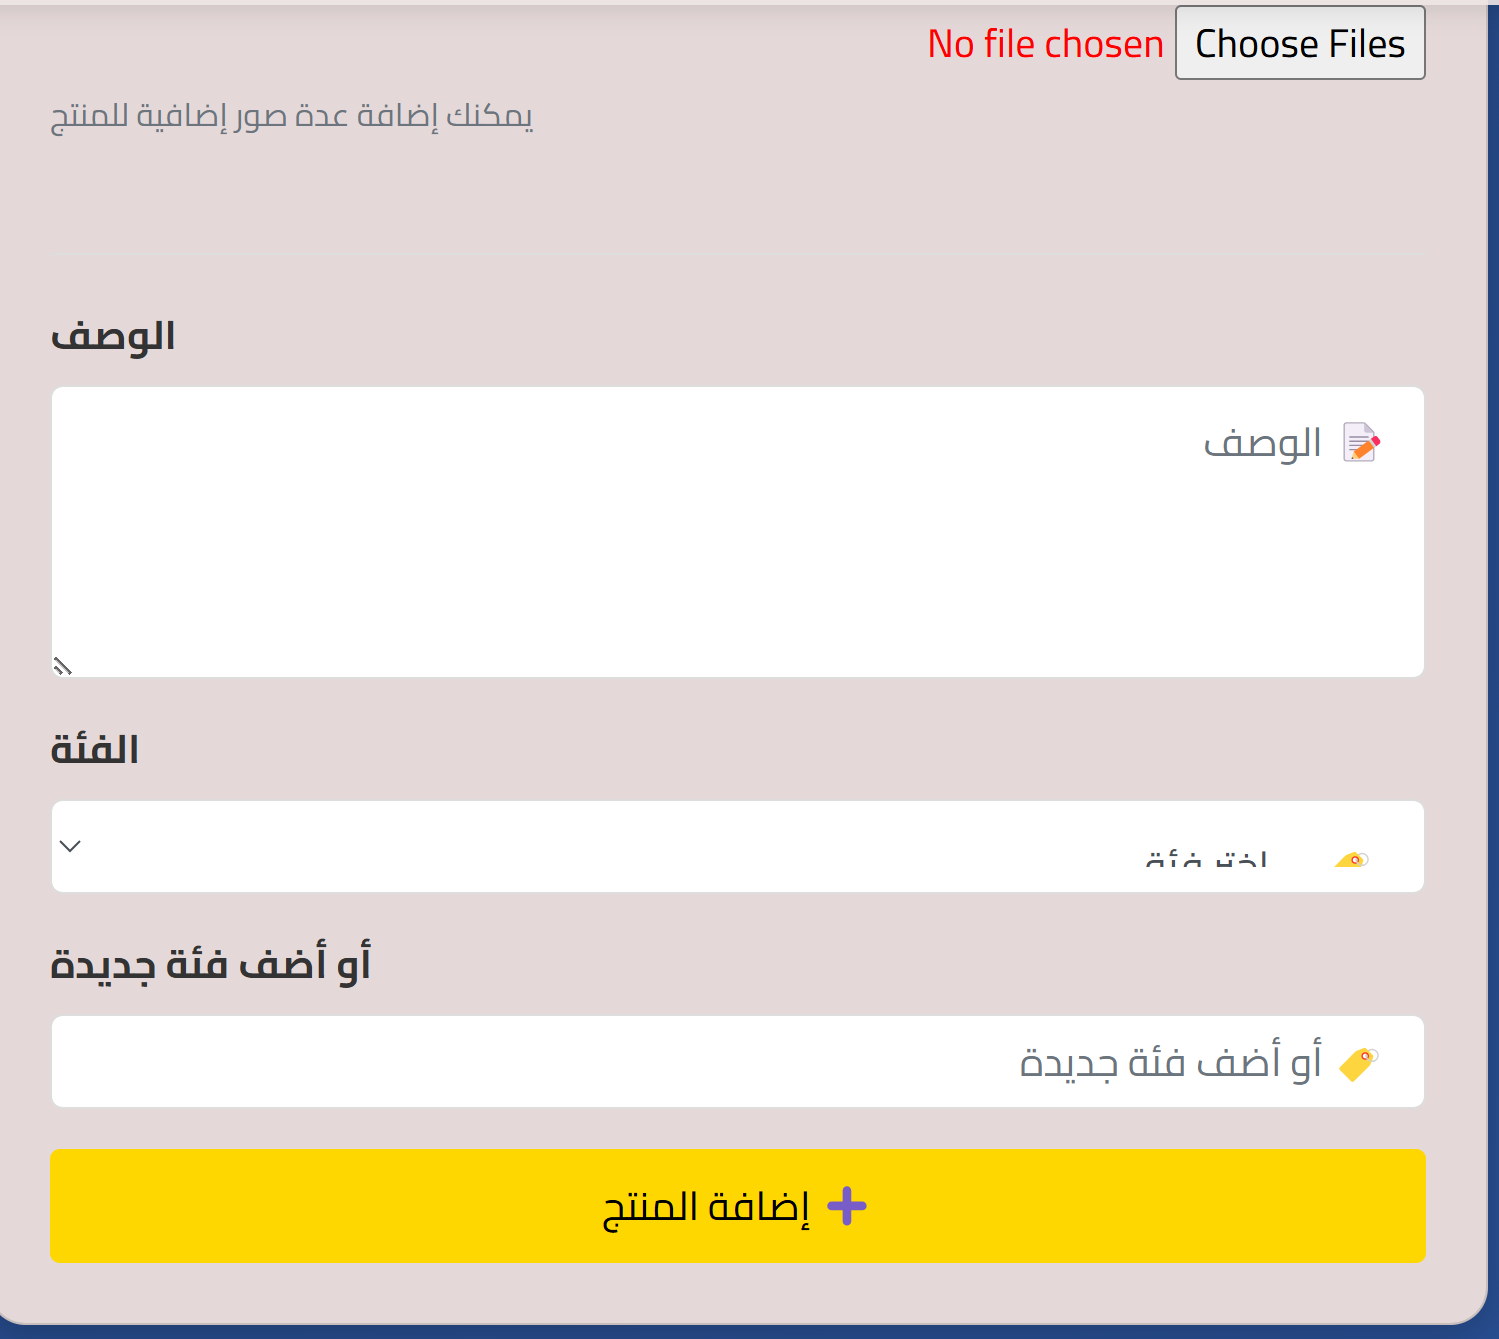 Choose Files No file chosen
يمكنك إضافة عدة صور إضافية للمنتج
الوصف
📝 الوصف
الفئة
🏷️ اختر فئة
أو أضف فئة جديدة
🏷️ أو أضف فئة جديدة
➕ إضافة المنتج